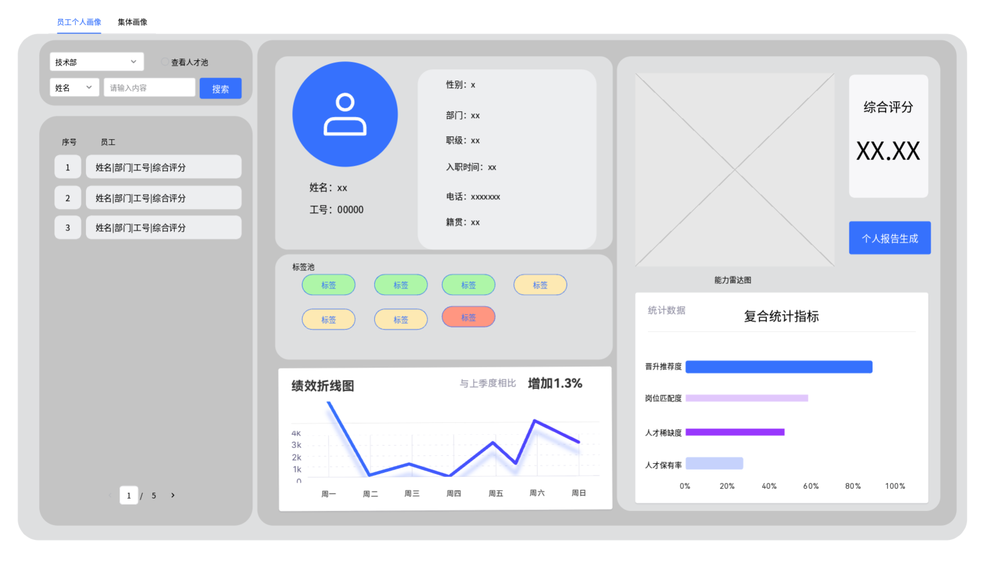 员工个人画像 集体画像
技术部 查看人才池
姓名 请输入内容 搜索
序号 员工
1 姓名|部门|工号|综合评分
2 姓名|部门|工号|综合评分
3 姓名|部门|工号|综合评分
1 / 5
姓名：xx
工号：00000
性别：x
部门：xx
职级：xx
入职时间：xx
电话：xxxxxxx
籍贯：xx
标签池
标签 标签 标签 标签
标签 标签 标签
绩效折线图 与上季度相比 增加1.3%
4k
3k
2k
1k
0
周一 周二 周三 周四 周五 周六 周日
综合评分
XX.XX
个人报告生成
能力雷达图
统计数据 复合统计指标
晋升推荐度
岗位匹配度
人才稀缺度
人才保有率
0% 20% 40% 60% 80% 100%